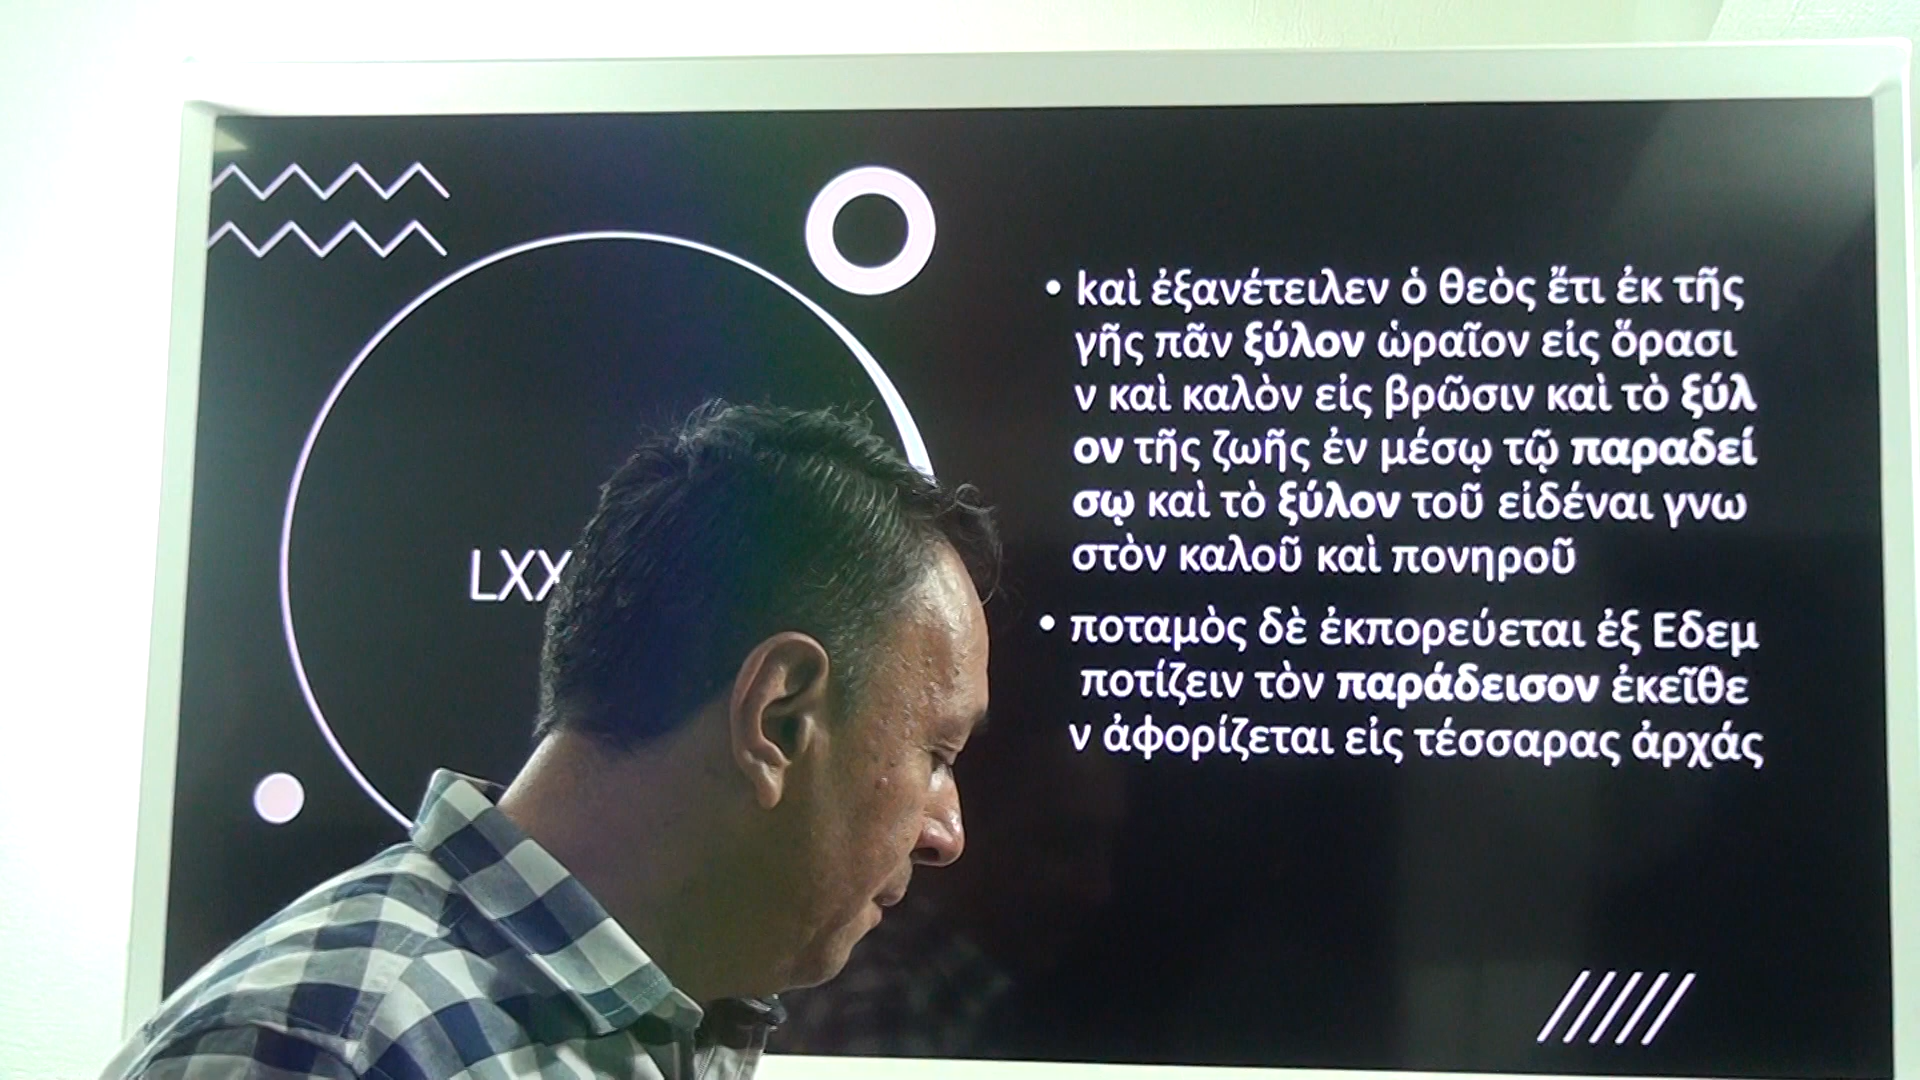 LXX
• kαὶ ἐξανέτειλεν ὁ θεὸς ἔτι ἐκ τῆς
γῆς πᾶν ξύλον ὡραῖον εἰς ὅρασι
ν καὶ καλὸν εἰς βρῶσιν καὶ τὸ ξύλ
ον τῆς ζωῆς ἐν μέσῳ τῷ παραδεί
σῳ καὶ τὸ ξύλον τοῦ εἰδέναι γνω
στὸν καλοῦ καὶ πονηροῦ
• ποταμὸς δὲ ἐκπορεύεται ἐξ Εδεμ
ποτίζειν τὸν παράδεισον ἐκεῖθε
ν ἀφορίζεται εἰς τέσσαρας ἀρχάς